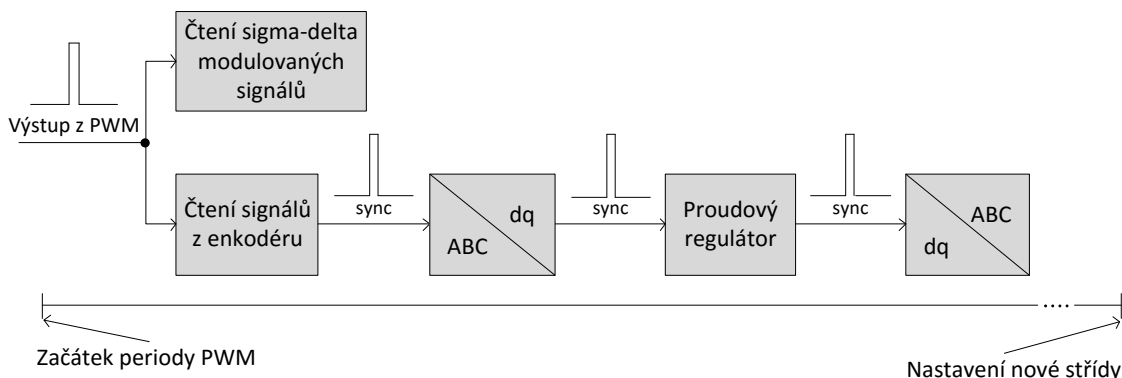 Čtení sigma-delta
modulovaných
signálů
Výstup z PWM
Čtení signálů
z enkodéru
sync
ABC
dq
sync
Proudový
regulátor
sync
dq
ABC
....
Začátek periody PWM
Nastavení nové střídy